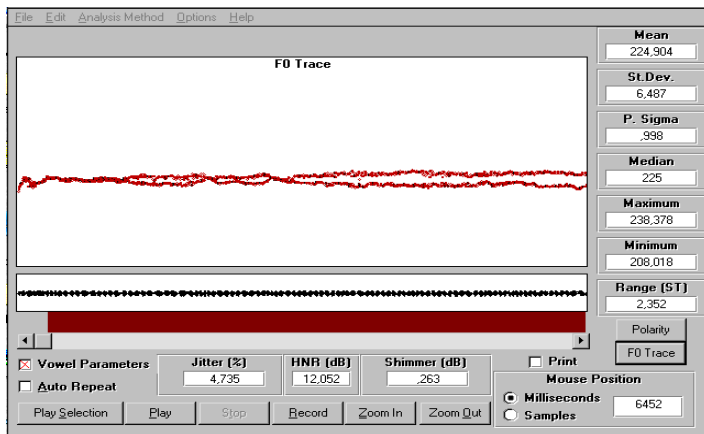 File Edit Analysis Method Options Help
F0 Trace
Mean
224,904
St.Dev.
6,487
P. Sigma
,998
Median
225
Maximum
238,378
Minimum
208,018
Range (ST)
2,352
Polarity
F0 Trace
Vowel Parameters
Auto Repeat
Jitter (%)
4,735
HNR (dB)
12,052
Shimmer (dB)
,263
Print
Mouse Position
Milliseconds
Samples
6452
Play Selection Play Stop Record Zoom In Zoom Out